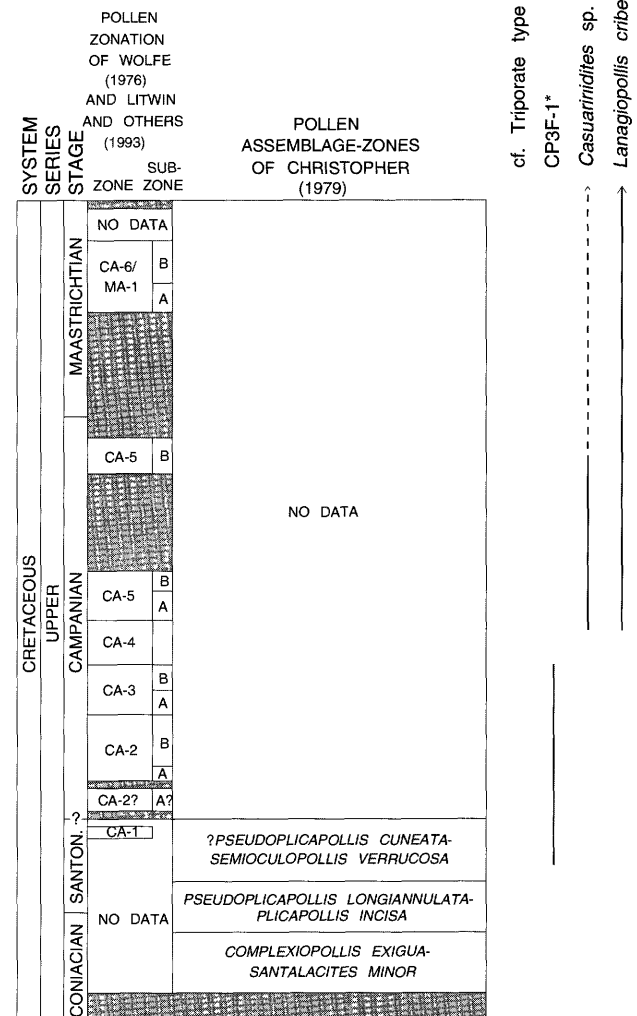 POLLEN
ZONATION
OF WOLFE
(1976)
AND LITWIN
AND OTHERS
(1993)
SUB-
ZONE ZONE
SYSTEM
SERIES
STAGE
POLLEN
ASSEMBLAGE-ZONES
OF CHRISTOPHER
(1979)
cf. Triporate type
CP3F-1*
Casuarinidites sp.
Lanagiopollis cribe
CRETACEOUS
UPPER
MAASTRICHTIAN
CAMPANIAN
?
SANTON.
CONIACIAN
NO DATA
CA-6/ B
MA-1
A
CA-5 B
NO DATA
CA-5 B
A
CA-4
CA-3 B
A
CA-2 B
A
CA-2? A?
CA-1
NO DATA
?PSEUDOPLICAPOLLIS CUNEATA-
SEMIOCULOPOLLIS VERRUCOSA
PSEUDOPLICAPOLLIS LONGIANNULATA-
PLICAPOLLIS INCISA
COMPLEXIOPOLLIS EXIGUA-
SANTALACITES MINOR